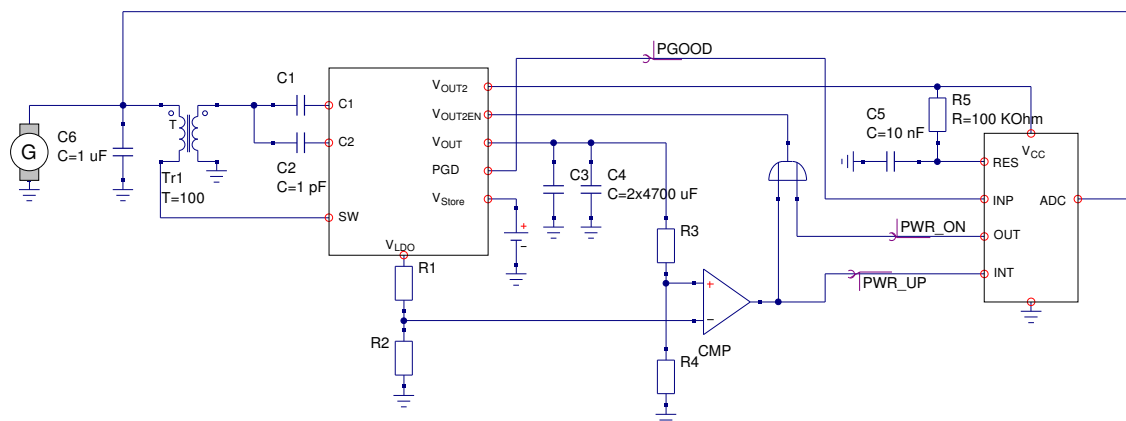 PGOOD
C1
C1
VOUT2
R5
R=100 KOhm
C5
C=10 nF
VOUT2EN
C6
C=1 uF
G
T
C2
C2
C=1 pF
VOUT
VCC
RES
Tr1
T=100
PGD
C3
C4
C=2x4700 uF
VStore
INP
ADC
SW
+
-
R3
PWR_ON
OUT
VLDO
R1
INT
PWR_UP
+
−
R2
R4
CMP